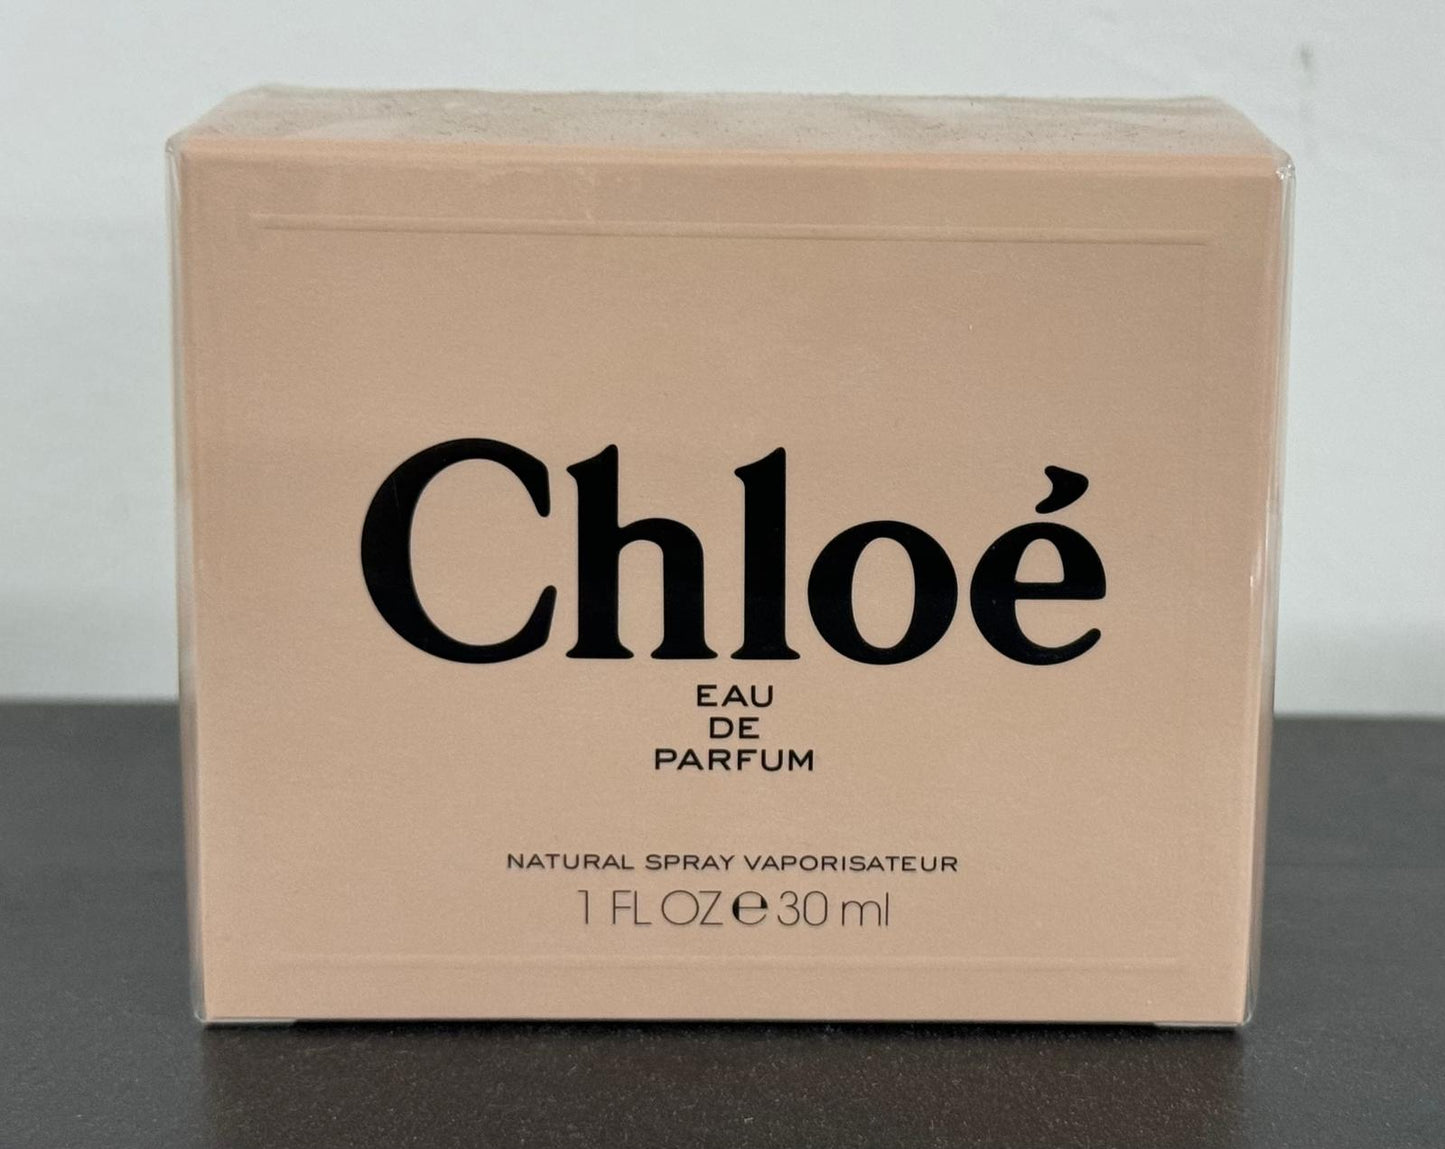 Chloé
EAU
DE
PARFUM
NATURAL SPRAY VAPORISATEUR
1 FL OZ ℮ 30 ml